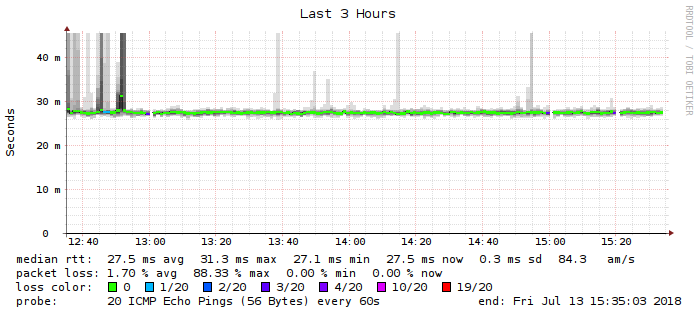 Last 3 Hours
RRDTOOL / TOBI OETIKER
Seconds
40 m
30 m
20 m
10 m
0
12:40 13:00 13:20 13:40 14:00 14:20 14:40 15:00 15:20
median rtt: 27.5 ms avg 31.3 ms max 27.1 ms min 27.5 ms now 0.3 ms sd 84.3 am/s
packet loss: 1.70 % avg 88.33 % max 0.00 % min 0.00 % now
loss color: 0 1/20 2/20 3/20 4/20 10/20 19/20
probe: 20 ICMP Echo Pings (56 Bytes) every 60s end: Fri Jul 13 15:35:03 2018